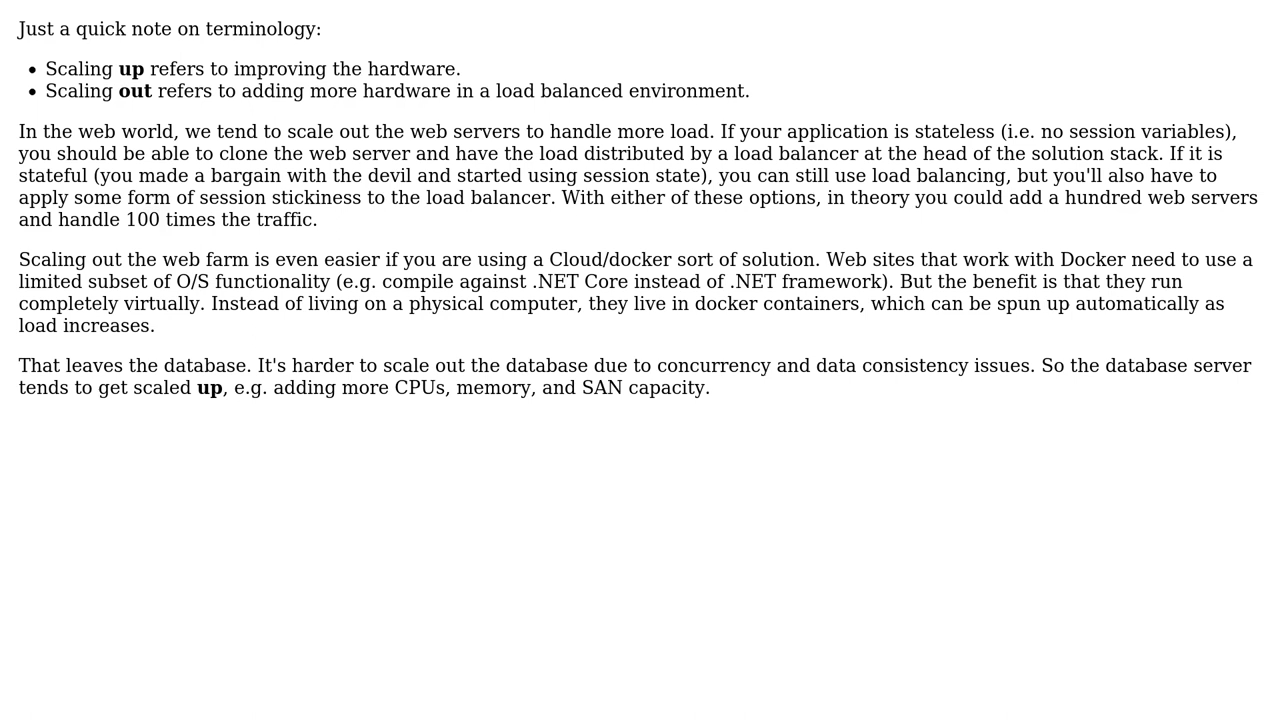 Just a quick note on terminology:
Scaling up refers to improving the hardware.
Scaling out refers to adding more hardware in a load balanced environment.
In the web world, we tend to scale out the web servers to handle more load. If your application is stateless (i.e. no session variables),
you should be able to clone the web server and have the load distributed by a load balancer at the head of the solution stack. If it is
stateful (you made a bargain with the devil and started using session state), you can still use load balancing, but you'll also have to
apply some form of session stickiness to the load balancer. With either of these options, in theory you could add a hundred web servers
and handle 100 times the traffic.
Scaling out the web farm is even easier if you are using a Cloud/docker sort of solution. Web sites that work with Docker need to use a
limited subset of O/S functionality (e.g. compile against .NET Core instead of .NET framework). But the benefit is that they run
completely virtually. Instead of living on a physical computer, they live in docker containers, which can be spun up automatically as
load increases.
That leaves the database. It's harder to scale out the database due to concurrency and data consistency issues. So the database server
tends to get scaled up, e.g. adding more CPUs, memory, and SAN capacity.